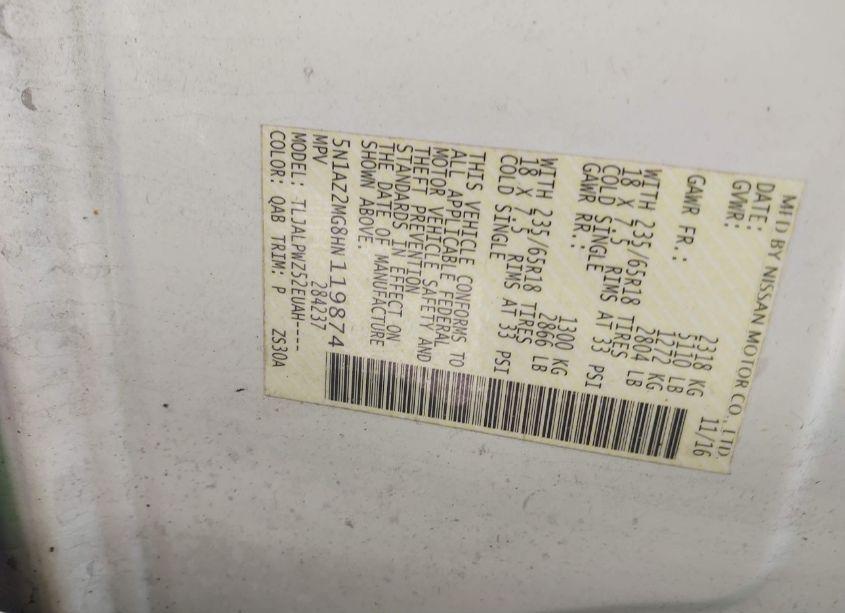 MFD BY NISSAN MOTOR CO., LTD.
DATE: 11/16
GVWR: 2318 KG
5110 LB
GAWR FR.: 1272 KG
2804 LB
WITH 235/65R18 TIRES
18 X 7.5 RIMS AT 33 PSI
COLD SINGLE
GAWR RR.: 1300 KG
2866 LB
WITH 235/65R18 TIRES
18 X 7.5 RIMS AT 33 PSI
COLD SINGLE
THIS VEHICLE CONFORMS TO
ALL APPLICABLE FEDERAL
MOTOR VEHICLE SAFETY AND
THEFT PREVENTION
STANDARDS IN EFFECT ON
THE DATE OF MANUFACTURE
SHOWN ABOVE.
5N1AZ2MG8HN119874
MPV 284237
MODEL: TLJALPWZ52EUAH----
COLOR: QAB TRIM: P ZS30A